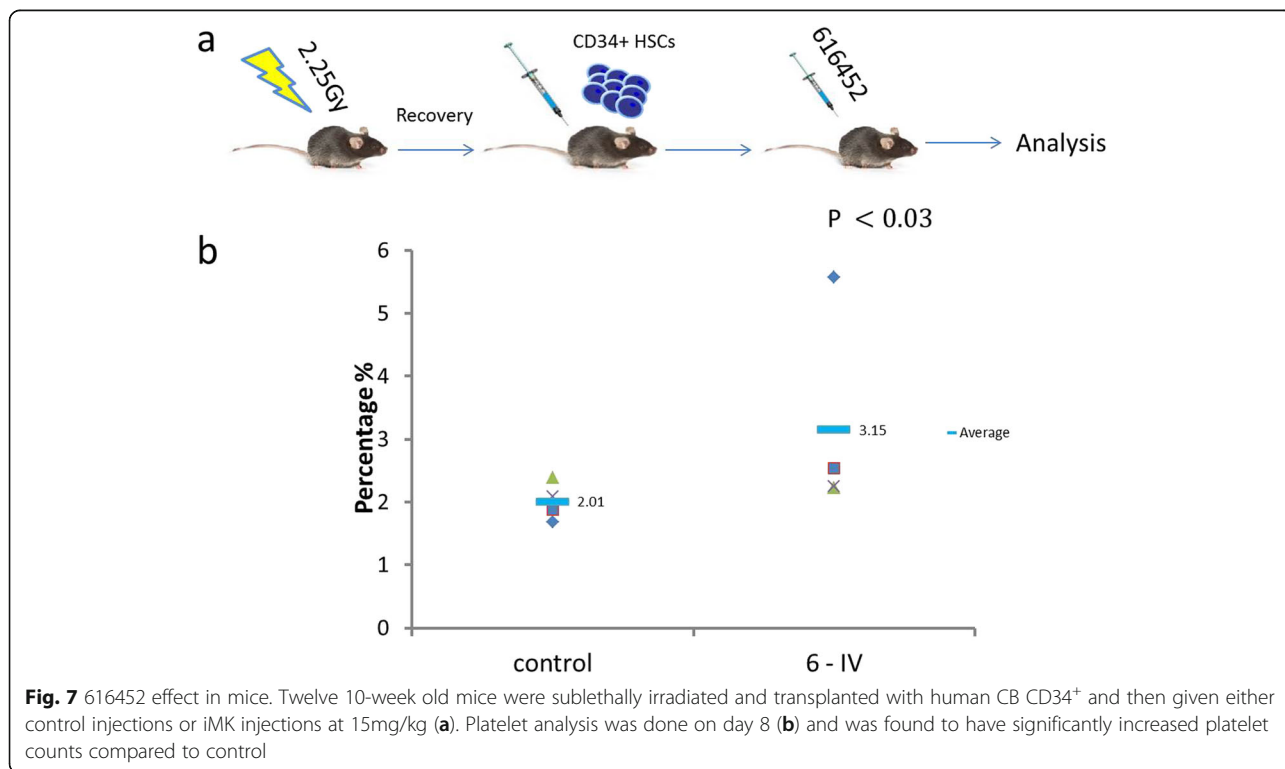 a
2.25Gy
Recovery
CD34+ HSCs
616452
Analysis
P < 0.03
b
Percentage %
6
5
4
3
2
1
0
2.01
3.15
Average
control
6 - IV
Fig. 7 616452 effect in mice. Twelve 10-week old mice were sublethally irradiated and transplanted with human CB CD34+ and then given either
control injections or iMK injections at 15mg/kg (a). Platelet analysis was done on day 8 (b) and was found to have significantly increased platelet
counts compared to control